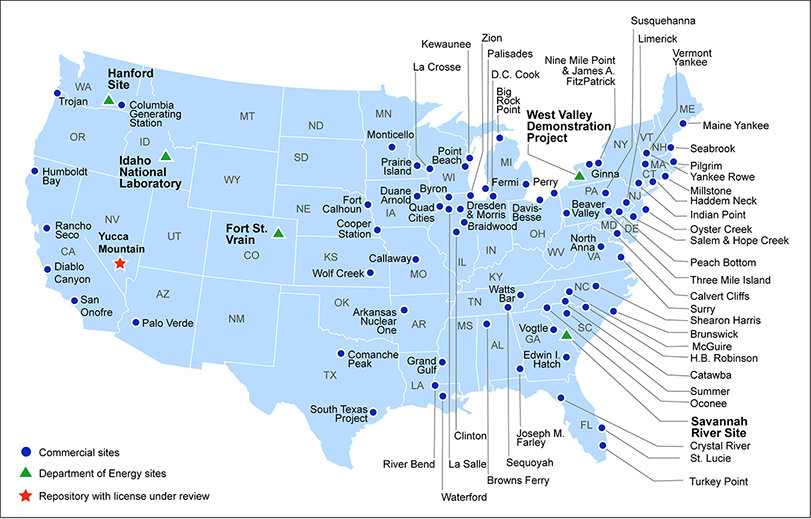 Susquehanna
Limerick
Zion
Kewaunee
Palisades
Nine Mile Point
& James A.
FitzPatrick
Vermont
Yankee
La Crosse
D.C. Cook
Big
Rock
Point
Hanford
Site
WA
Trojan
Columbia
Generating
Station
MT
ND
MN
Monticello
West Valley
Demonstration
Project
ME
Maine Yankee
OR
ID
Idaho
National
Laboratory
SD
Prairie
Island
Point
Beach
WI
MI
NY
VT
NH
Seabrook
MA
Pilgrim
CT
Yankee Rowe
Ginna
Humboldt
Bay
WY
Duane
Arnold
Byron
Fermi
Perry
PA
NJ
Millstone
Haddem Neck
Indian Point
NE
Fort
Calhoun
IA
Quad
Cities
Dresden
& Morris
Braidwood
Davis-
Besse
Beaver
Valley
MD
DE
Oyster Creek
Salem & Hope Creek
Rancho
Seco
NV
Yucca
Mountain
UT
Fort St.
Vrain
CO
Cooper
Station
IL
IN
OH
WV
North
Anna
VA
Peach Bottom
Three Mile Island
CA
Diablo
Canyon
KS
Wolf Creek
Callaway
MO
KY
Calvert Cliffs
Surry
San
Onofre
AZ
Palo Verde
NM
OK
Arkansas
Nuclear
One
AR
TN
Watts
Bar
NC
Shearon Harris
Brunswick
McGuire
MS
AL
GA
Vogtle
SC
H.B. Robinson
Catawba
Comanche
Peak
TX
Grand
Gulf
LA
Edwin I.
Hatch
Summer
Oconee
South Texas
Project
FL
Savannah
River Site
Crystal River
St. Lucie
Turkey Point
Clinton
Joseph M.
Farley
River Bend
La Salle
Sequoyah
Browns Ferry
Waterford
Commercial sites
Department of Energy sites
Repository with license under review